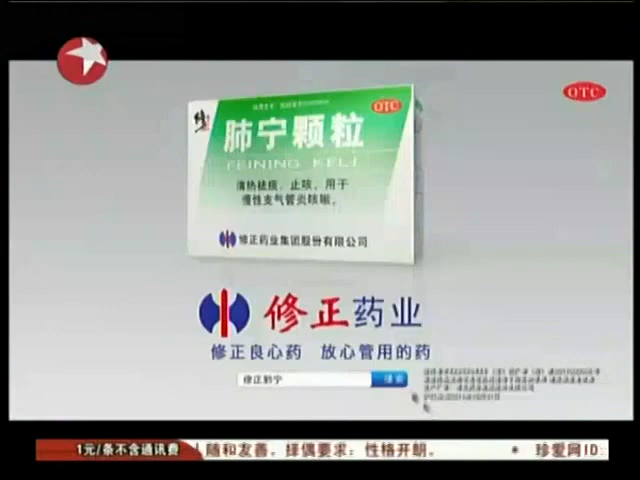 OTC
OTC
肺宁颗粒
FEINING KELI
清热祛痰，止咳。用于
慢性支气管炎咳嗽。
修正药业集团股份有限公司
修正药业
修正良心药 放心管用的药
修正肺宁
搜索
1元/条不含通讯费
随和友善。择偶要求：性格开朗。 * 珍爱网ID: